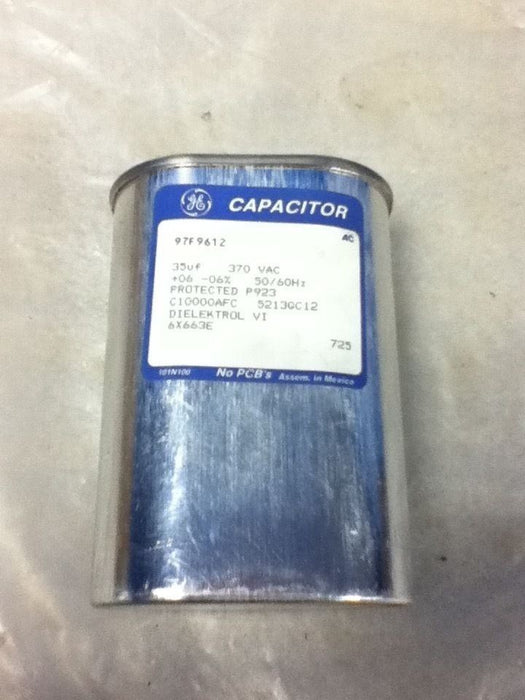 GE CAPACITOR
97F9612 AC
35uf 370 VAC
+06 -06% 50/60Hz
PROTECTED P923
C10000AFC 5213GC12
DIELEKTROL VI
6X663E
725
101N100 No PCB's Assem. in Mexico